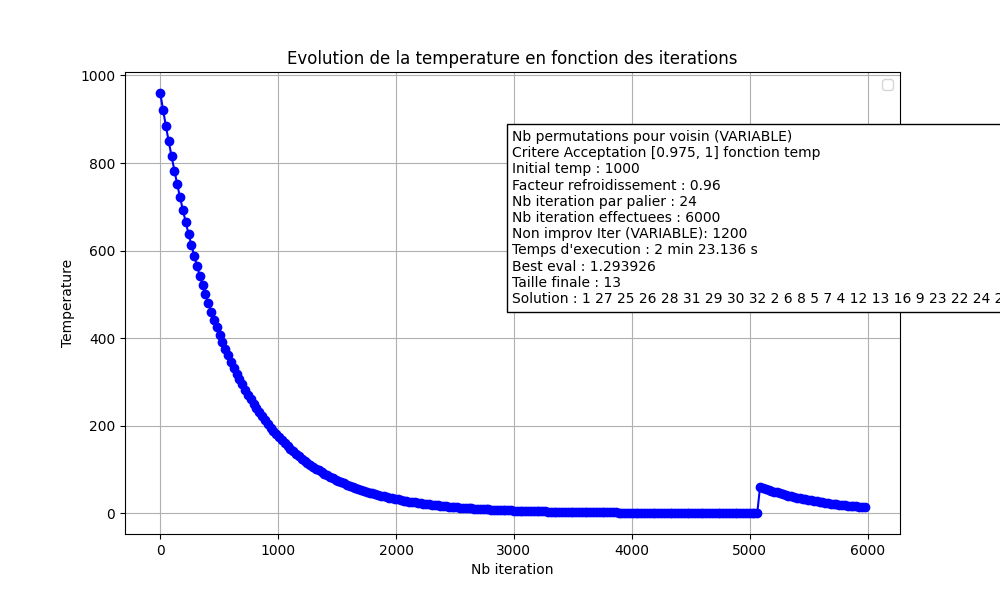 Evolution de la temperature en fonction des iterations
1000
800
600
400
200
0
Temperature
Nb permutations pour voisin (VARIABLE)
Critere Acceptation [0.975, 1] fonction temp
Initial temp : 1000
Facteur refroidissement : 0.96
Nb iteration par palier : 24
Nb iteration effectuees : 6000
Non improv Iter (VARIABLE): 1200
Temps d'execution : 2 min 23.136 s
Best eval : 1.293926
Taille finale : 13
Solution : 1 27 25 26 28 31 29 30 32 2 6 8 5 7 4 12 13 16 9 23 22 24 2
0 1000 2000 3000 4000 5000 6000
Nb iteration